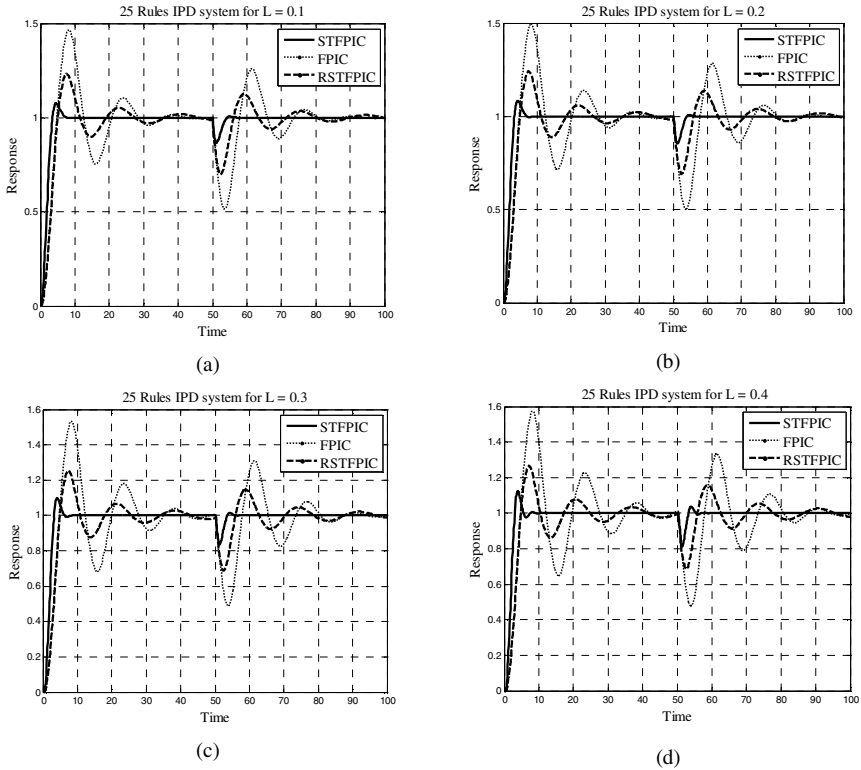 25 Rules IPD system for L = 0.1
1.5
1
0.5
0
Response
STFPIC
FPIC
RSTFPIC
0 10 20 30 40 50 60 70 80 90 100
Time
(a)
25 Rules IPD system for L = 0.2
1.5
1
0.5
0
Response
STFPIC
FPIC
RSTFPIC
0 10 20 30 40 50 60 70 80 90 100
Time
(b)
25 Rules IPD system for L = 0.3
1.6
1.4
1.2
1
0.8
0.6
0.4
0.2
0
Response
STFPIC
FPIC
RSTFPIC
0 10 20 30 40 50 60 70 80 90 100
Time
(c)
25 Rules IPD system for L = 0.4
1.6
1.4
1.2
1
0.8
0.6
0.4
0.2
0
Response
STFPIC
FPIC
RSTFPIC
0 10 20 30 40 50 60 70 80 90 100
Time
(d)